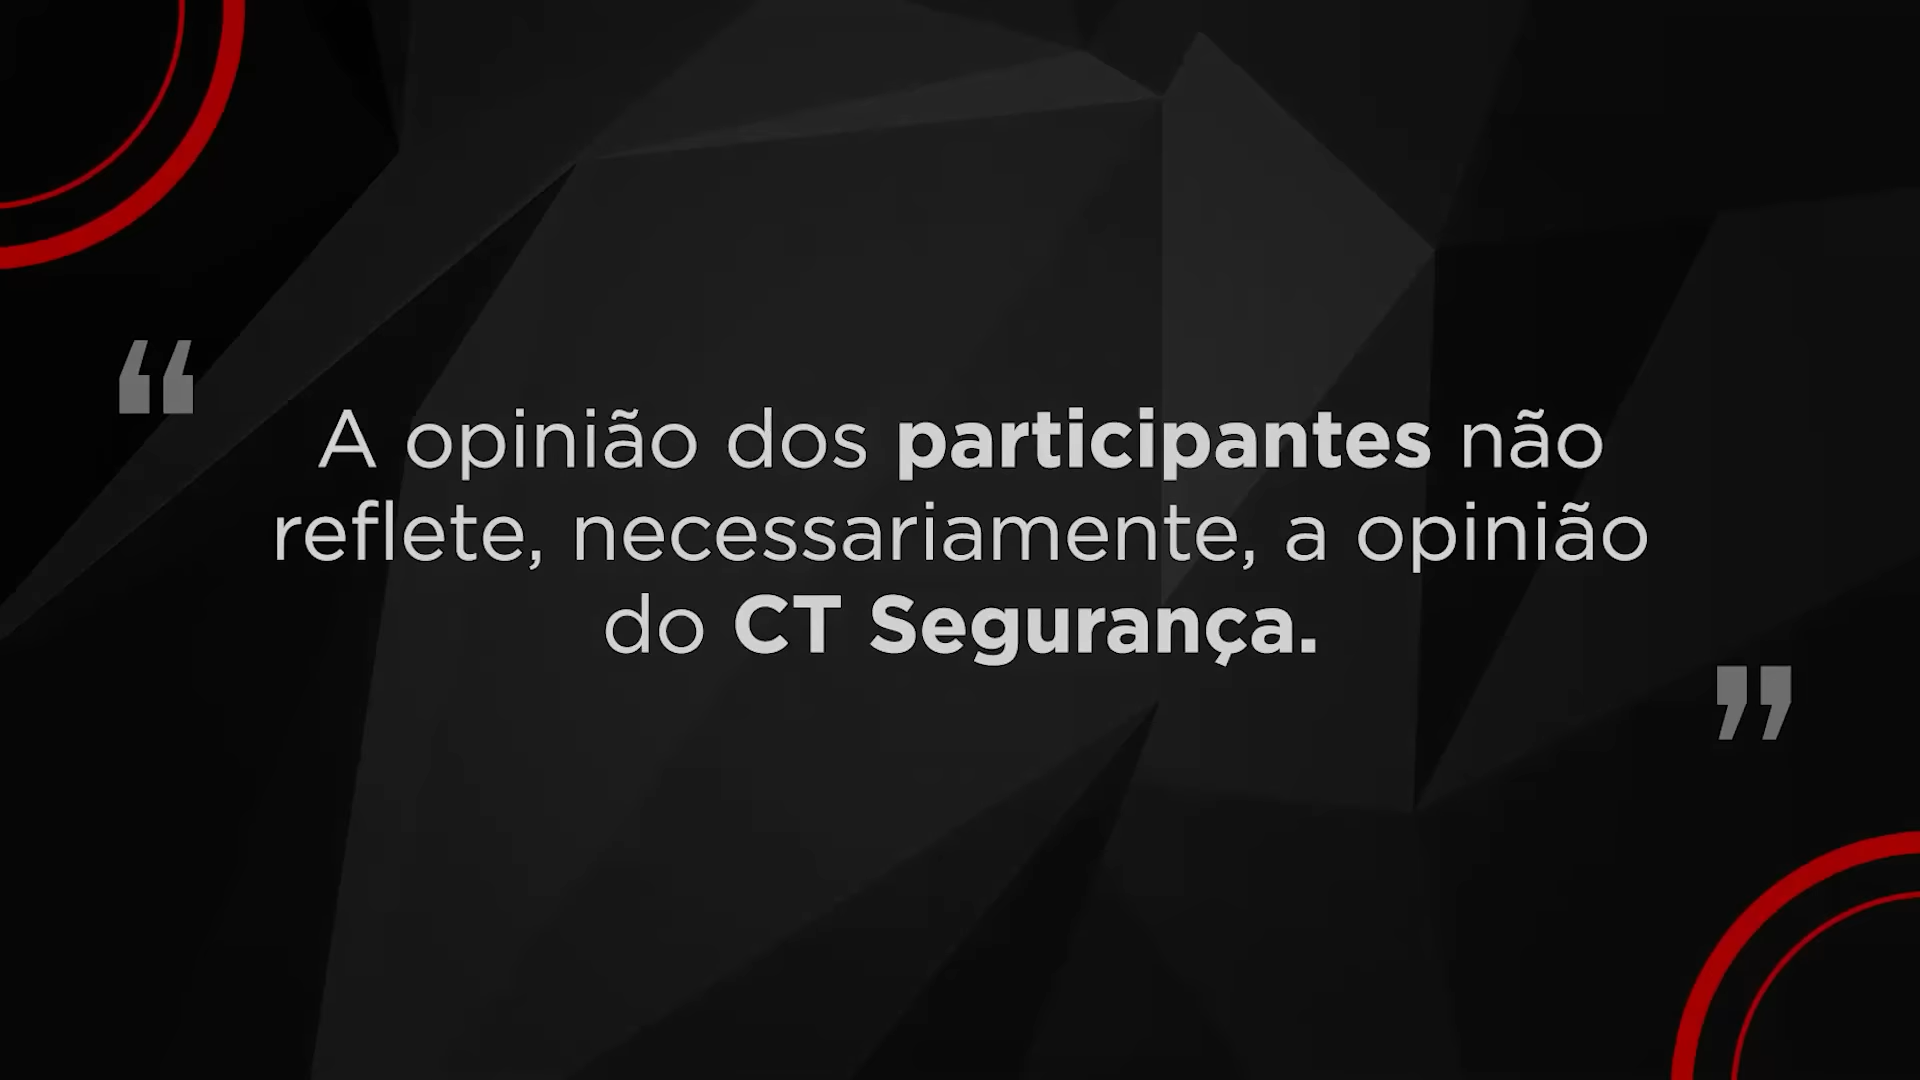 “
A opinião dos participantes não
reflete, necessariamente, a opinião
do CT Segurança.
”